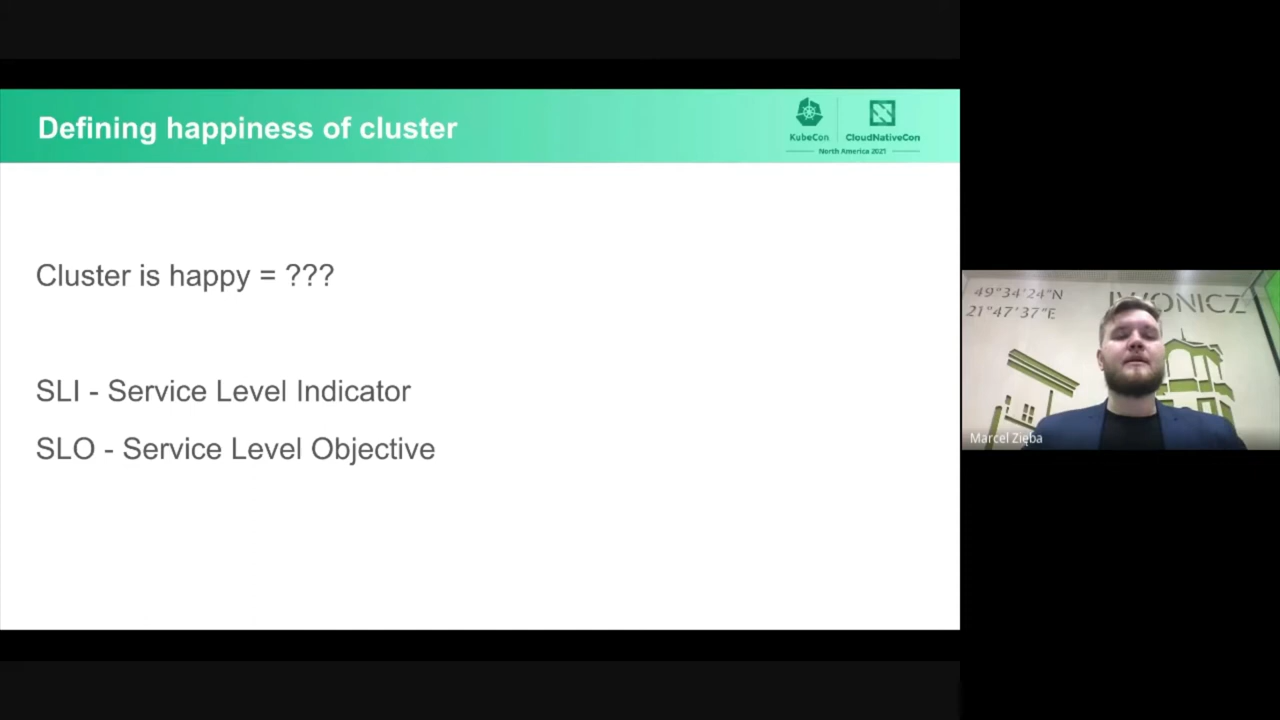 Defining happiness of cluster
KubeCon
CloudNativeCon
North America 2021
Cluster is happy = ???
SLI - Service Level Indicator
SLO - Service Level Objective
49°34'24"N
21°47'37"E
IWONICZ
Marcel Zięba